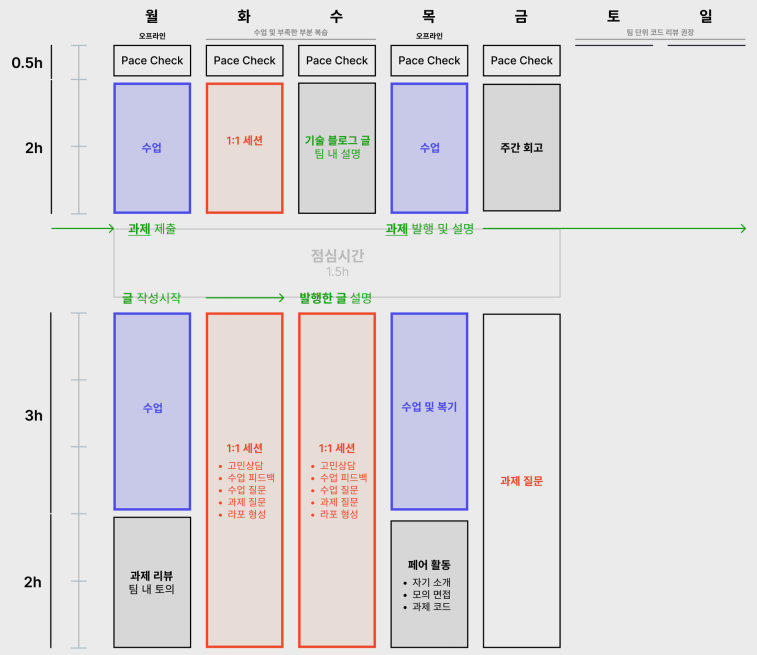 월 화 수 목 금 토 일
오프라인 수업 및 부족한 부분 복습 오프라인 팀 단위 코드 리뷰 권장
0.5h Pace Check Pace Check Pace Check Pace Check Pace Check
2h 수업 1:1 세션 기술 블로그 글 수업 주간 회고
팀 내 설명
과제 제출 과제 발행 및 설명
점심시간
1.5h
글 작성시작 발행한 글 설명
3h 수업 수업 및 복기
1:1 세션 1:1 세션
고민상담 고민상담
수업 피드백 수업 피드백
수업 질문 수업 질문
과제 질문 과제 질문
라포 형성 라포 형성
과제 질문
2h 과제 리뷰
팀 내 토의
페어 활동
자기 소개
모의 면접
과제 코드